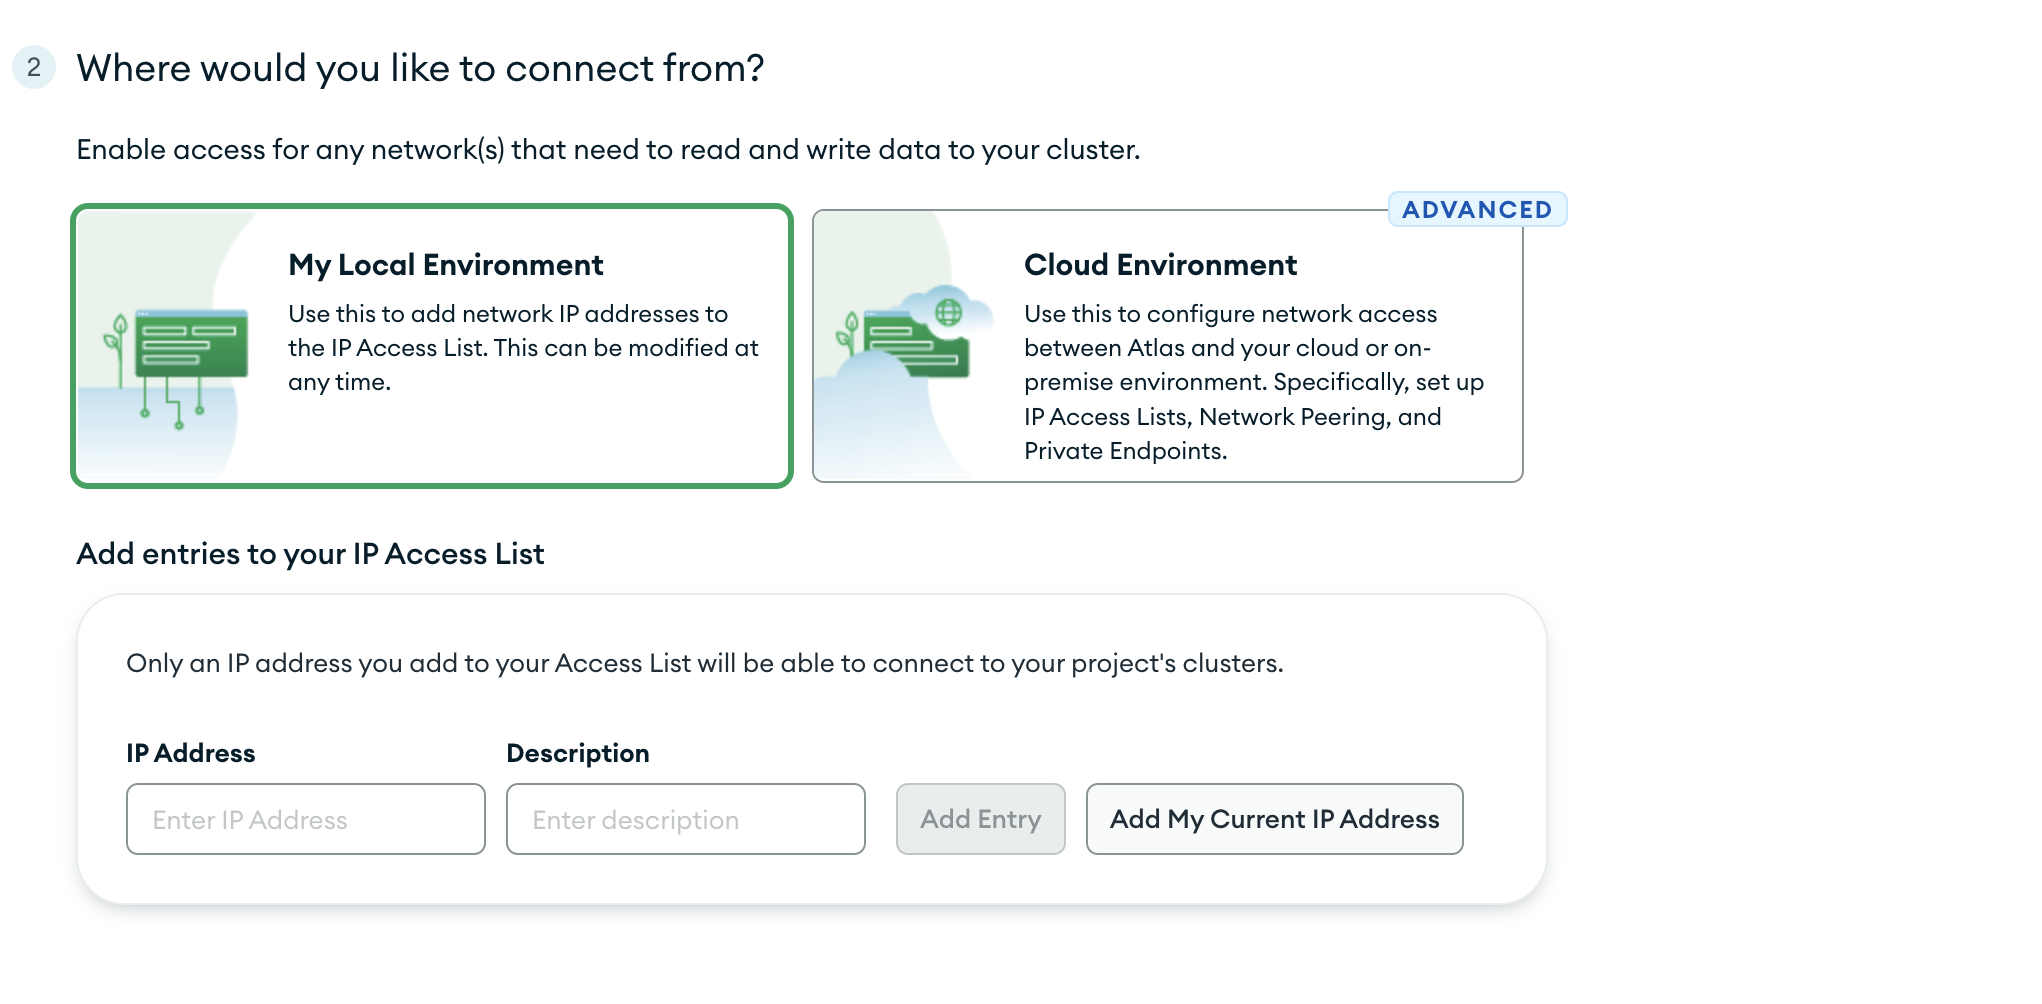 2
Where would you like to connect from?
Enable access for any network(s) that need to read and write data to your cluster.
My Local Environment
Use this to add network IP addresses to
the IP Access List. This can be modified at
any time.
ADVANCED
Cloud Environment
Use this to configure network access
between Atlas and your cloud or on-
premise environment. Specifically, set up
IP Access Lists, Network Peering, and
Private Endpoints.
Add entries to your IP Access List
Only an IP address you add to your Access List will be able to connect to your project's clusters.
IP Address
Description
Enter IP Address
Enter description
Add Entry
Add My Current IP Address